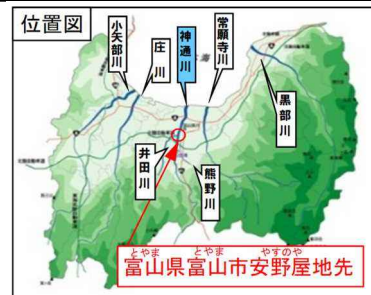 位置図
小矢部川
庄川
神通川
常願寺川
黒部川
井田川
熊野川
とやま とやま やすのや
富山県富山市安野屋地先